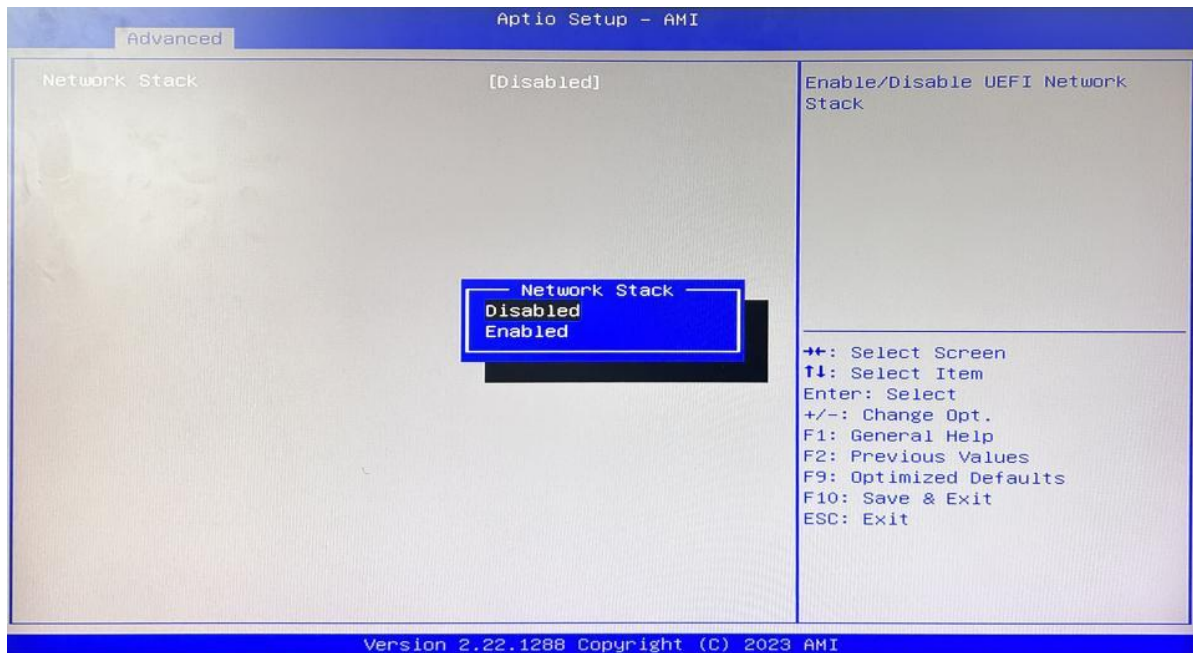 Aptio Setup – AMI
Advanced
Network Stack [Disabled]
Enable/Disable UEFI Network
Stack
Network Stack
Disabled
Enabled
→←: Select Screen
↑↓: Select Item
Enter: Select
+/-: Change Opt.
F1: General Help
F2: Previous Values
F9: Optimized Defaults
F10: Save & Exit
ESC: Exit
Version 2.22.1288 Copyright (C) 2023 AMI